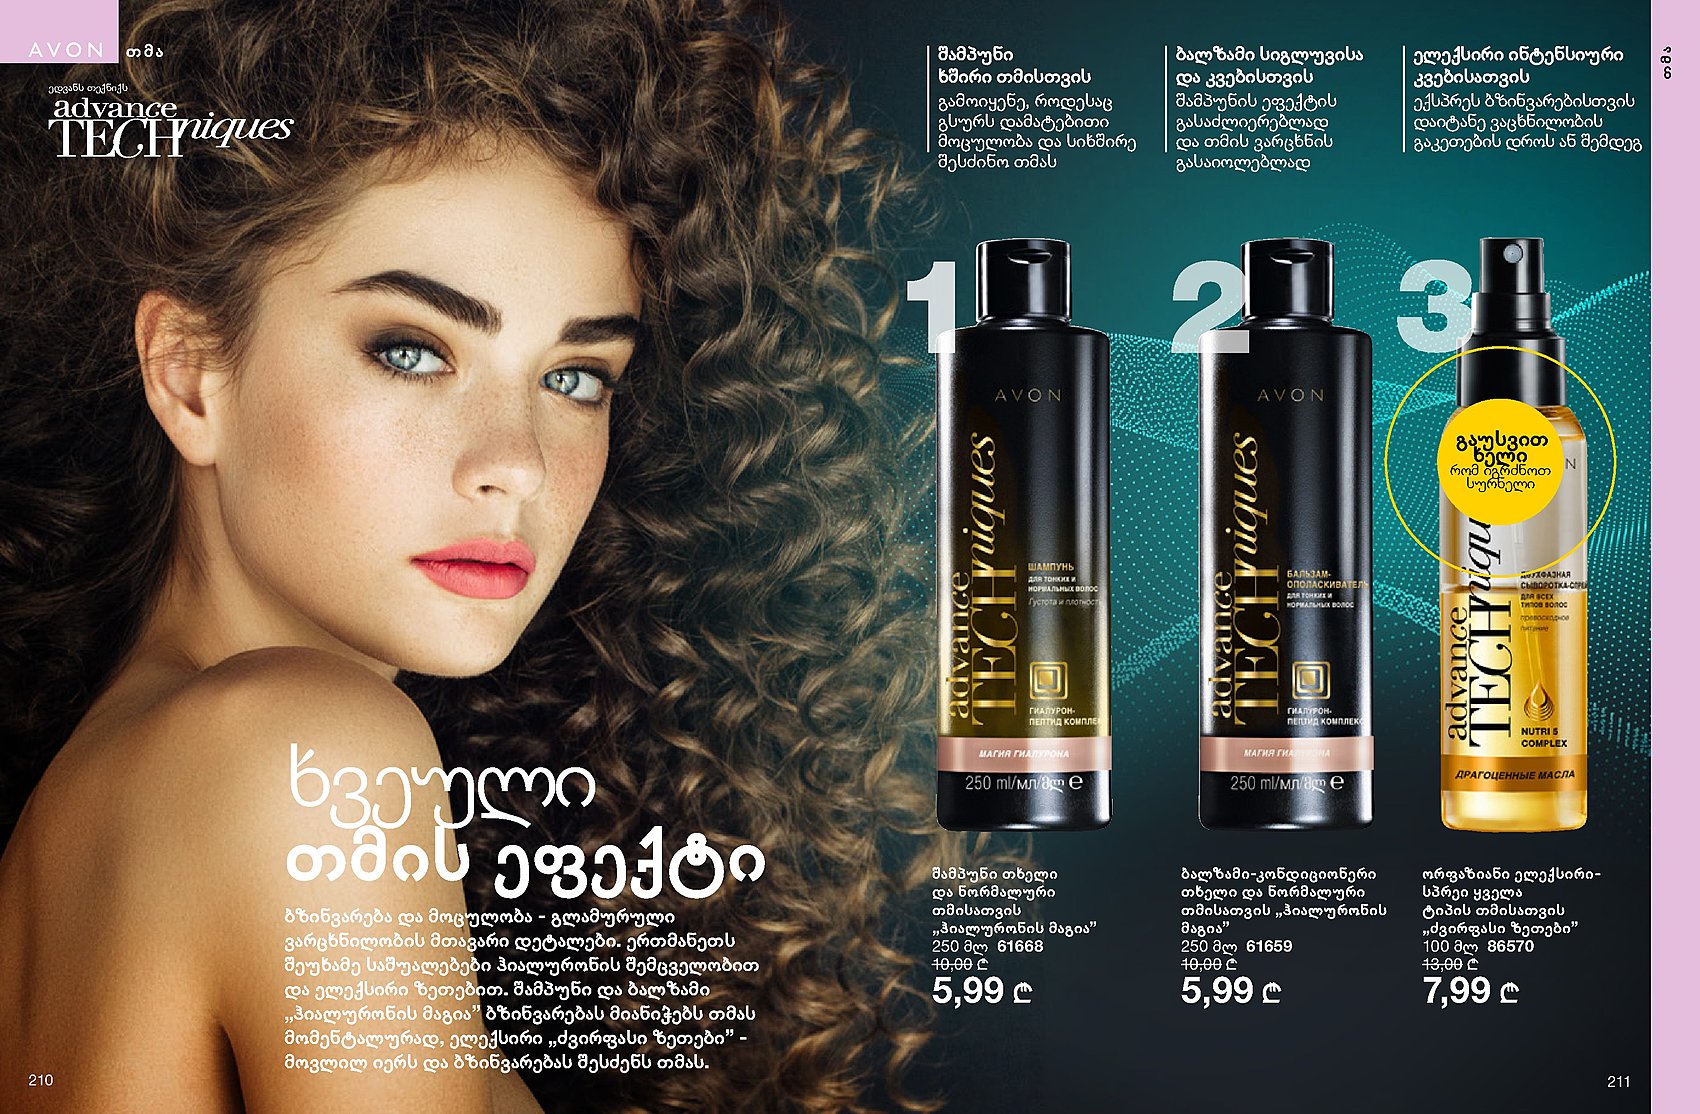 AVON თმა
ედვანს თექნიქს
advance
TECHniques
ხვეული
თმის ეფექტი
ბზინვარება და მოცულობა - გლამურული
ვარცხნილობის მთავარი დეტალები. ერთმანეთს
შეუხამე საშუალებები ჰიალურონის შემცველობით
და ელექსირი ზეთებით. შამპუნი და ბალზამი
„ჰიალურონის მაგია” ბზინვარებას მიანიჭებს თმას
მომენტალურად, ელექსირი „ძვირფასი ზეთები” -
მოვლილ იერს და ბზინვარებას შესძენს თმას.
210
შამპუნი
ხშირი თმისთვის
გამოიყენე, როდესაც
გსურს დამატებითი
მოცულობა და სიხშირე
შესძინო თმას
ბალზამი სიგლუვისა
და კვებისთვის
შამპუნის ეფექტის
გასაძლიერებლად
და თმის ვარცხნის
გასაიოლებლად
ელექსირი ინტენსიური
კვებისათვის
ექსპრეს ბზინვარებისთვის
დაიტანე ვაცხნილობის
გაკეთების დროს ან შემდეგ
თმა
1
AVON
advance
TECHniques
ШАМПУНЬ
ДЛЯ ТОНКИХ И
НОРМАЛЬНЫХ ВОЛОС
Густота и плотность
ГИАЛУРОН-
ПЕПТИД КОМПЛЕКС
МАГИЯ ГИАЛУРОНА
250 ml/мл/მლ e
2
AVON
advance
TECHniques
БАЛЬЗАМ-
ОПОЛАСКИВАТЕЛЬ
ДЛЯ ТОНКИХ И
НОРМАЛЬНЫХ ВОЛОС
ГИАЛУРОН-
ПЕПТИД КОМПЛЕКС
МАГИЯ ГИАЛУРОНА
250 ml/мл/მლ e
3
გაუსვით
ხელი
რომ იგრძნოთ
სურნელი
N
advance
TECHniqu
ДВУХФАЗНАЯ
СЫВОРОТКА-СПРЕЙ
ДЛЯ ВСЕХ
ТИПОВ ВОЛОС
превосходное
питание
NUTRI 5
COMPLEX
ДРАГОЦЕННЫЕ МАСЛА
შამპუნი თხელი
და ნორმალური
თმისათვის
„ჰიალურონის მაგია”
250 მლ 61668
10,00 ₾
5,99 ₾
ბალზამი-კონდიციონერი
თხელი და ნორმალური
თმისათვის „ჰიალურონის
მაგია”
250 მლ 61659
10,00 ₾
5,99 ₾
ორფაზიანი ელექსირი-
სპრეი ყველა
ტიპის თმისათვის
„ძვირფასი ზეთები”
100 მლ 86570
13,00 ₾
7,99 ₾
211